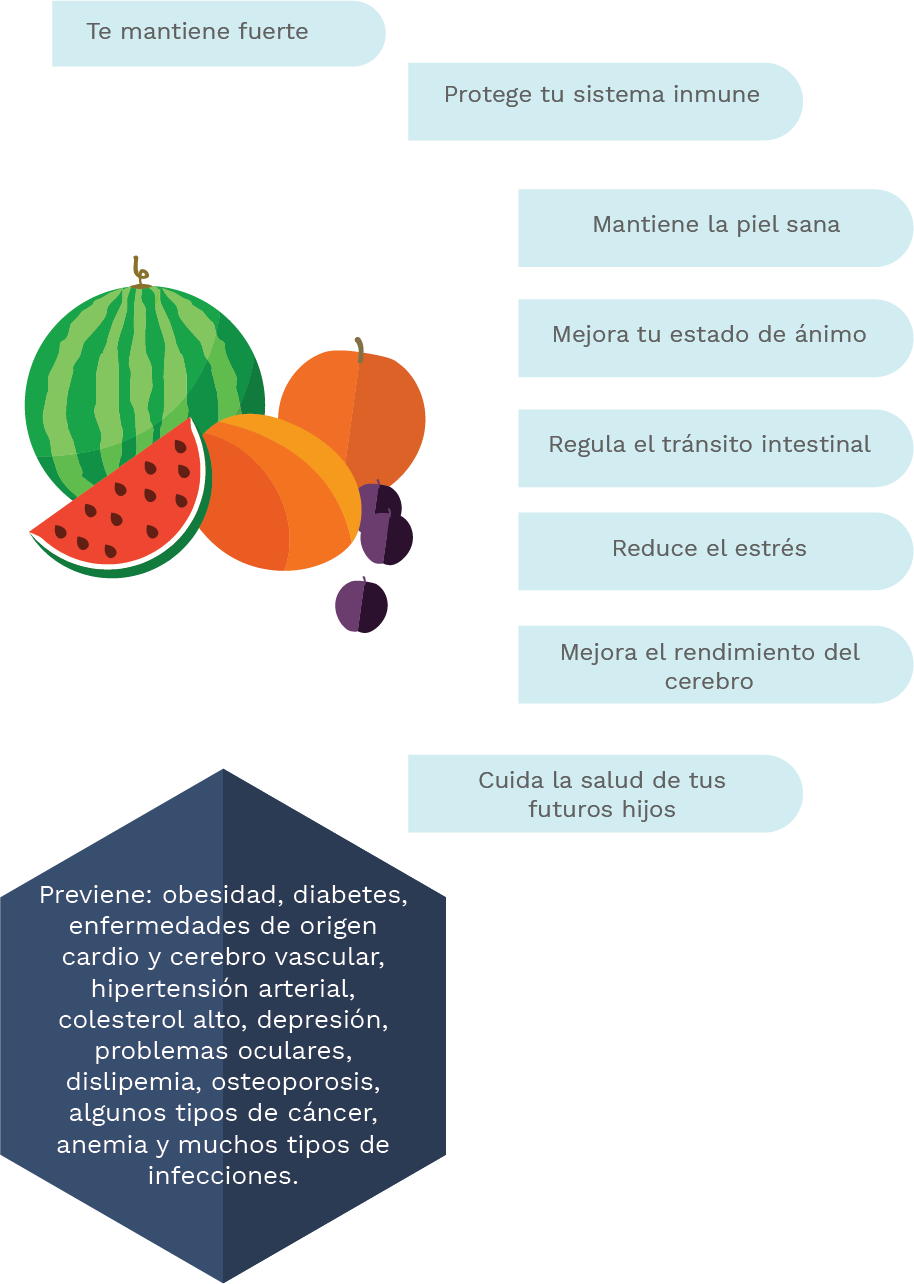 Te mantiene fuerte
Protege tu sistema inmune
Mantiene la piel sana
Mejora tu estado de ánimo
Regula el tránsito intestinal
Reduce el estrés
Mejora el rendimiento del
cerebro
Cuida la salud de tus
futuros hijos
Previene: obesidad, diabetes,
enfermedades de origen
cardio y cerebro vascular,
hipertensión arterial,
colesterol alto, depresión,
problemas oculares,
dislipemia, osteoporosis,
algunos tipos de cáncer,
anemia y muchos tipos de
infecciones.